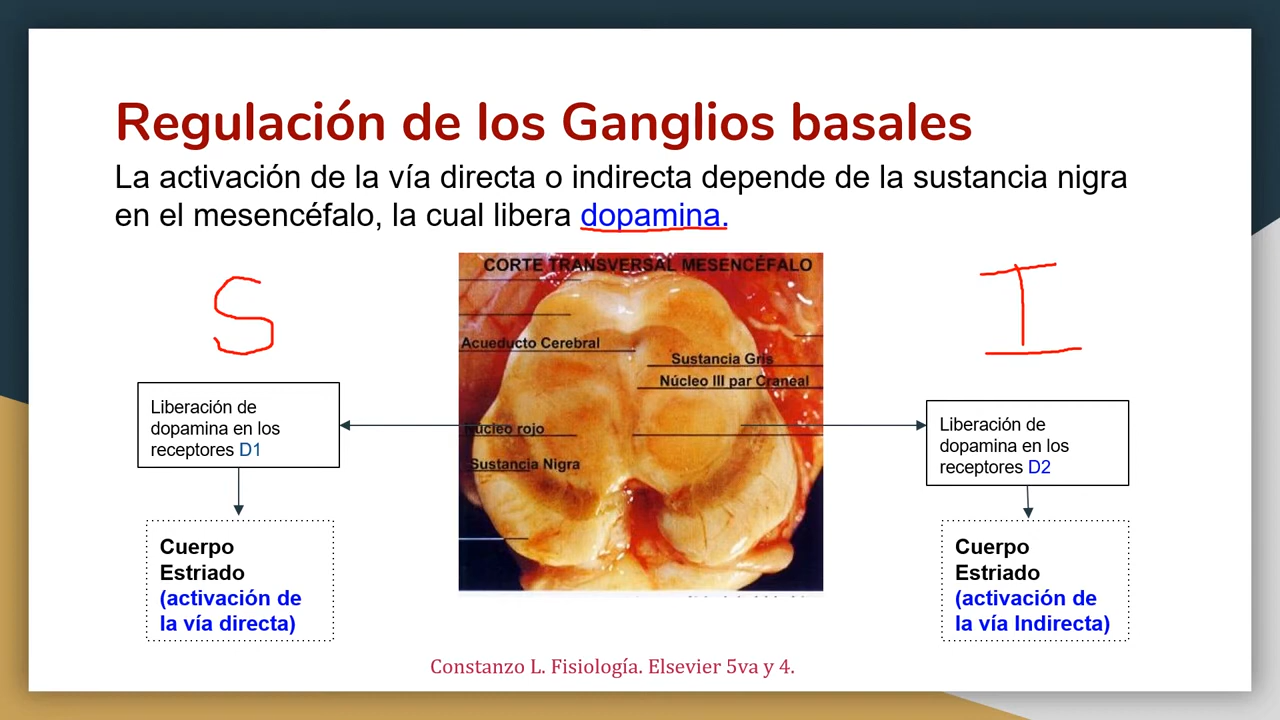 Regulación de los Ganglios basales
La activación de la vía directa o indirecta depende de la sustancia nigra
en el mesencéfalo, la cual libera dopamina.
S
I
CORTE TRANSVERSAL MESENCÉFALO
Acueducto Cerebral
Sustancia Gris
Núcleo III par Craneal
Núcleo rojo
Sustancia Nigra
Liberación de
dopamina en los
receptores D1
Liberación de
dopamina en los
receptores D2
Cuerpo
Estriado
(activación de
la vía directa)
Cuerpo
Estriado
(activación de
la vía Indirecta)
Constanzo L. Fisiología. Elsevier 5va y 4.